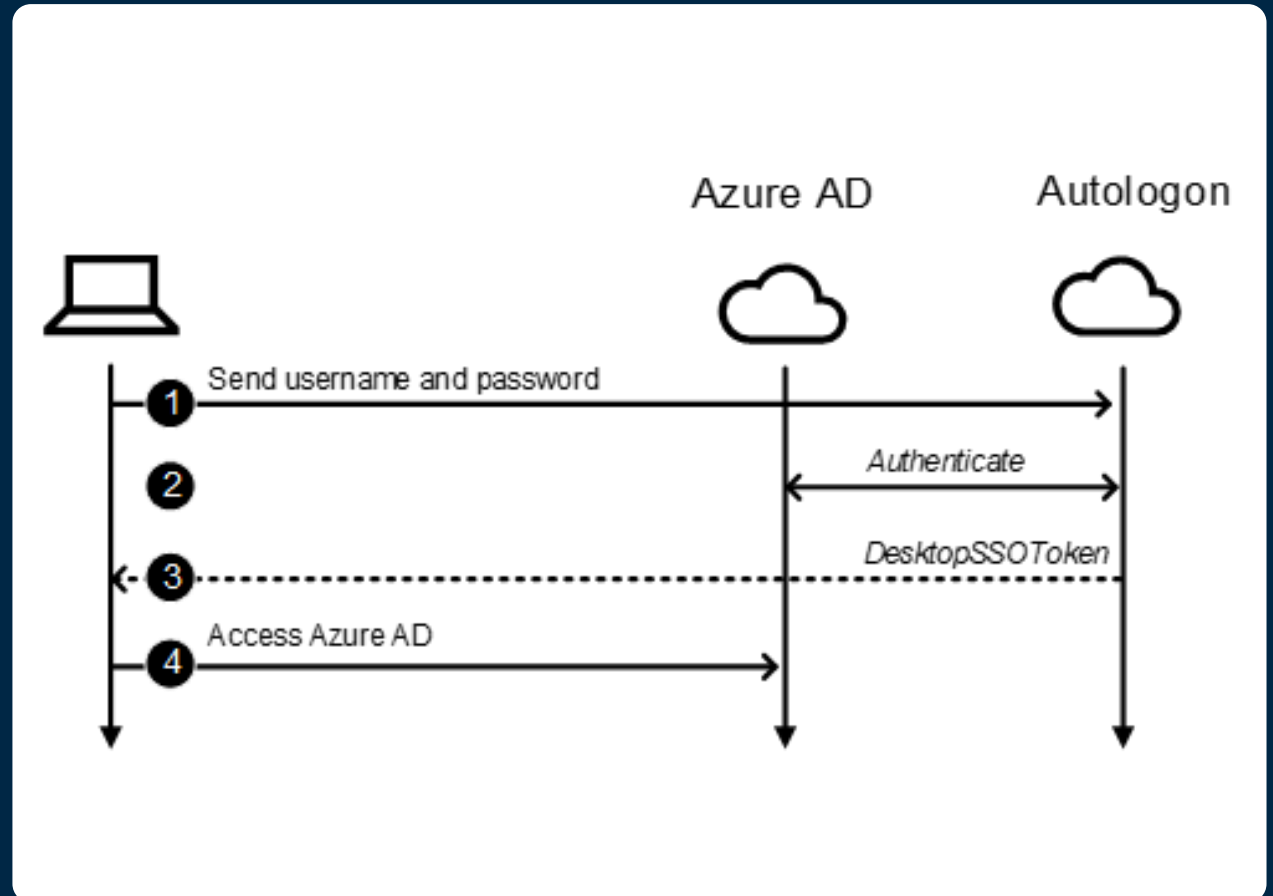 Azure AD
Autologon
Send username and password
1
Authenticate
2
DesktopSSOToken
3
Access Azure AD
4